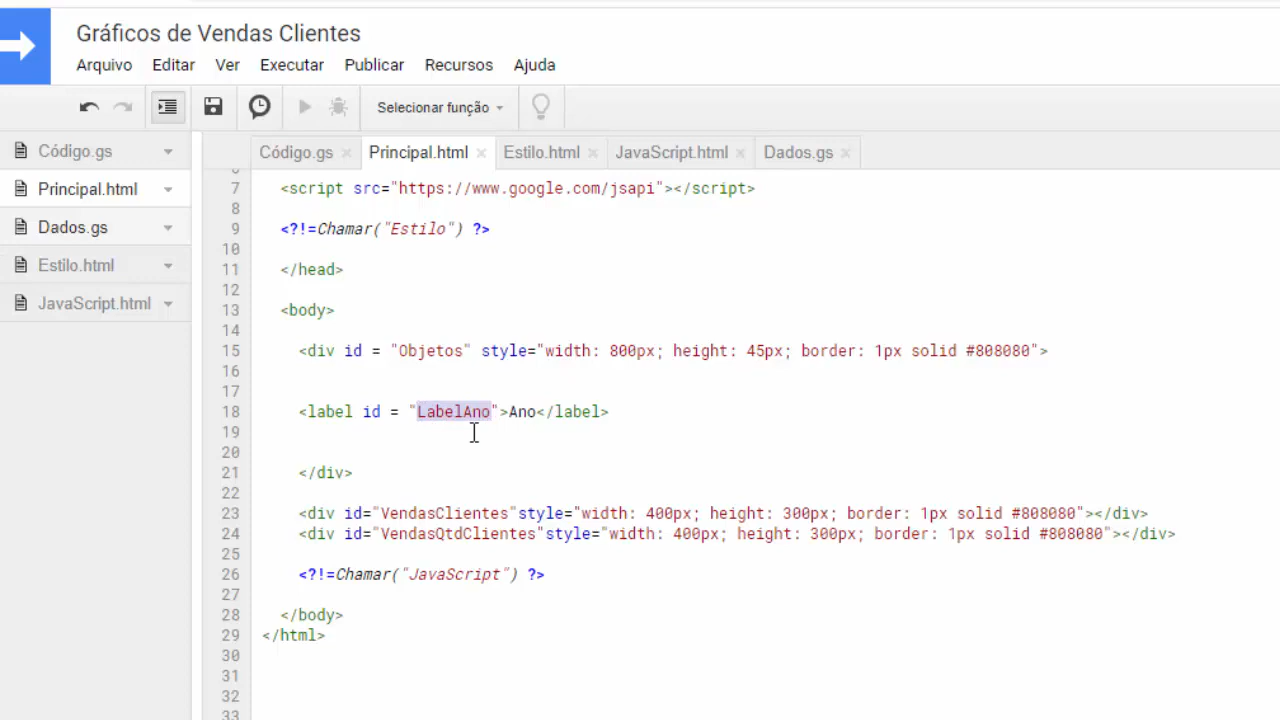 Gráficos de Vendas Clientes
Arquivo Editar Ver Executar Publicar Recursos Ajuda
Selecionar função
Código.gs
Principal.html
Dados.gs
Estilo.html
JavaScript.html
Código.gs Principal.html Estilo.html JavaScript.html Dados.gs
7 <script src="https://www.google.com/jsapi"></script>
8
9 <?!=Chamar("Estilo") ?>
10
11 </head>
12
13 <body>
14
15 <div id = "Objetos" style="width: 800px; height: 45px; border: 1px solid #808080">
16
17
18 <label id = "LabelAno">Ano</label>
19
20
21 </div>
22
23 <div id="VendasClientes"style="width: 400px; height: 300px; border: 1px solid #808080"></div>
24 <div id="VendasQtdClientes"style="width: 400px; height: 300px; border: 1px solid #808080"></div>
25
26 <?!=Chamar("JavaScript") ?>
27
28 </body>
29 </html>
30
31
32
33